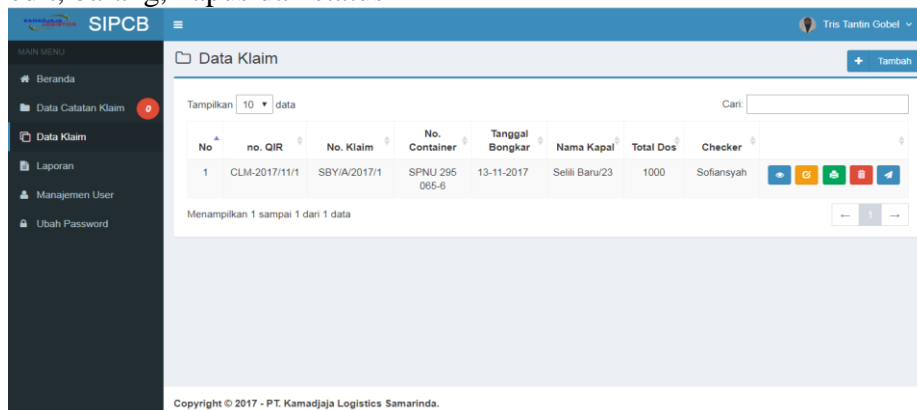 SIPCB
Tris Tantin Gobel
MAIN MENU
Beranda
Data Catatan Klaim 0
Data Klaim
Laporan
Manajemen User
Ubah Password
Data Klaim
+ Tambah
Tampilkan 10 data
Cari:
No no. QIR No. Klaim No. Container Tanggal Bongkar Nama Kapal Total Dos Checker
1 CLM-2017/11/1 SBY/A/2017/1 SPNU 295 065-6 13-11-2017 Selili Baru/23 1000 Sofiansyah
Menampilkan 1 sampai 1 dari 1 data
← 1 →
Copyright © 2017 - PT. Kamadjaja Logistics Samarinda.